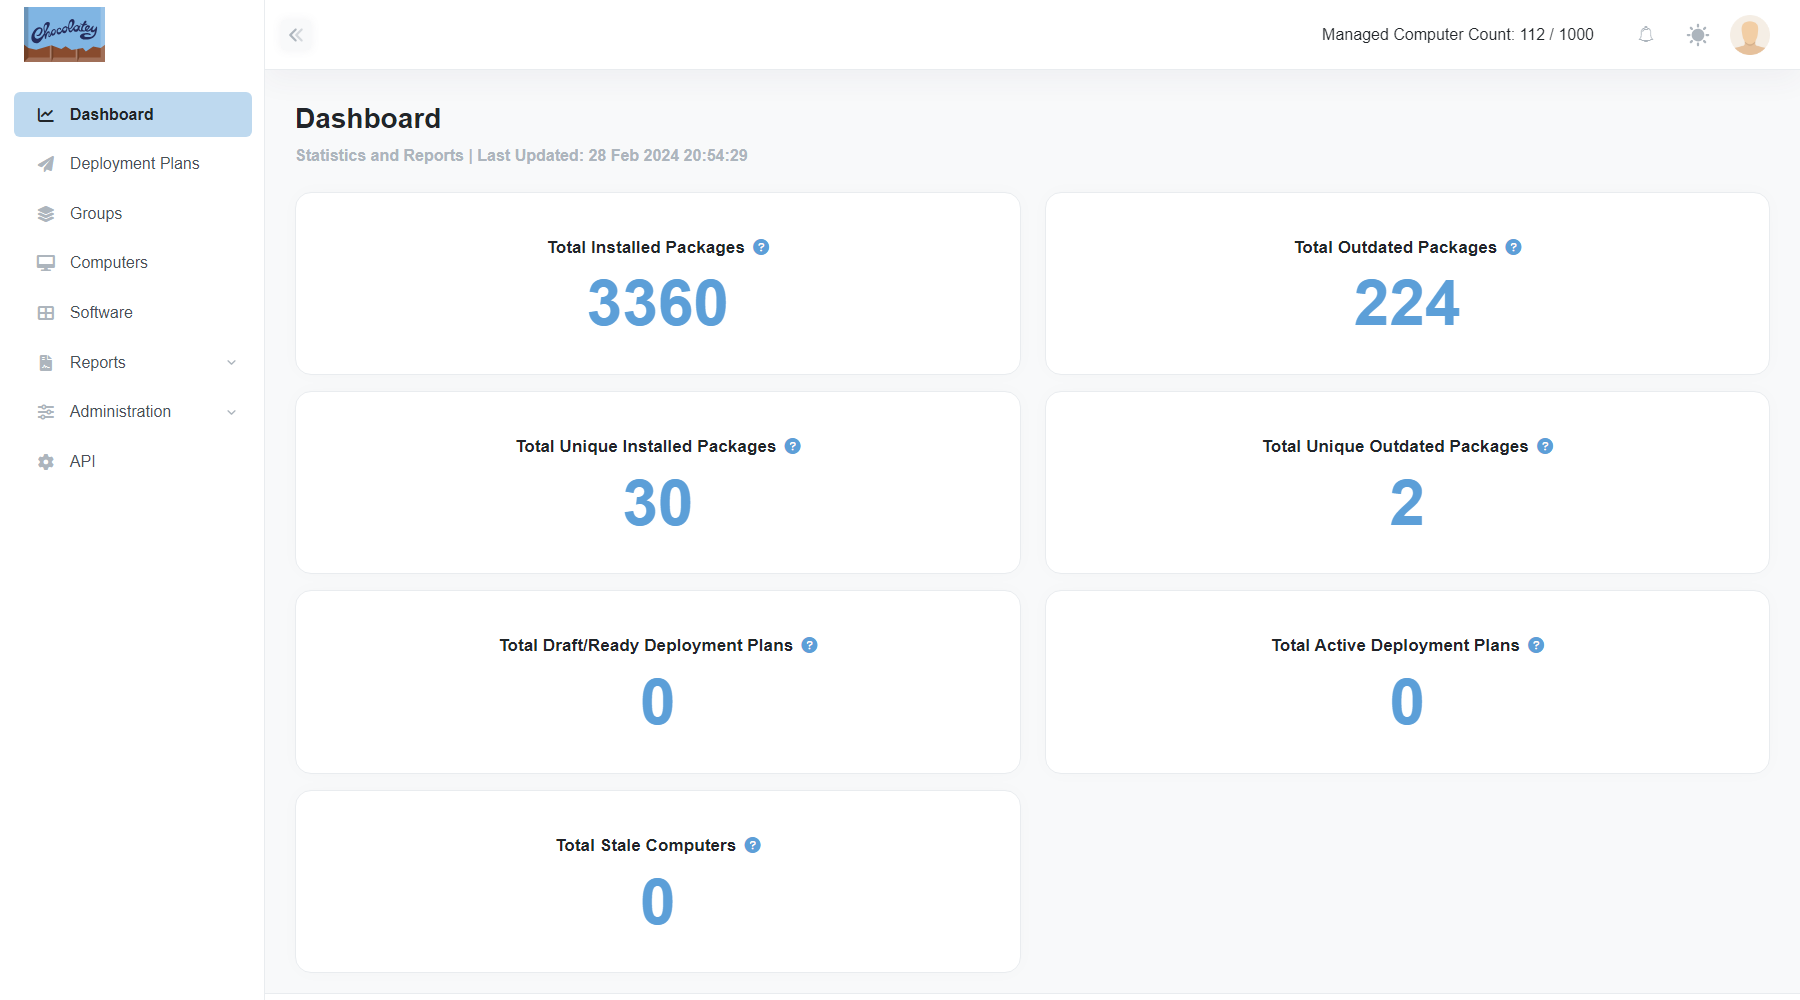 Chocolatey
Managed Computer Count: 112 / 1000
Dashboard
Deployment Plans
Groups
Computers
Software
Reports
Administration
API
Dashboard
Statistics and Reports | Last Updated: 28 Feb 2024 20:54:29
Total Installed Packages ?
3360
Total Outdated Packages ?
224
Total Unique Installed Packages ?
30
Total Unique Outdated Packages ?
2
Total Draft/Ready Deployment Plans ?
0
Total Active Deployment Plans ?
0
Total Stale Computers ?
0